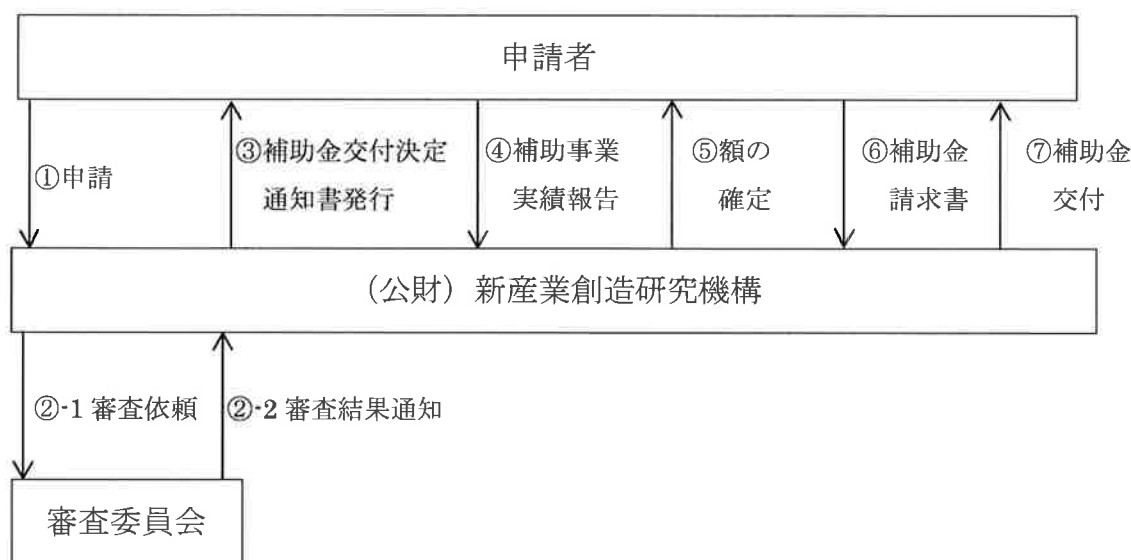 申請者
①申請
③補助金交付決定
通知書発行
④補助事業
実績報告
⑤額の
確定
⑥補助金
請求書
⑦補助金
交付
（公財）新産業創造研究機構
②-1 審査依頼
②-2 審査結果通知
審査委員会